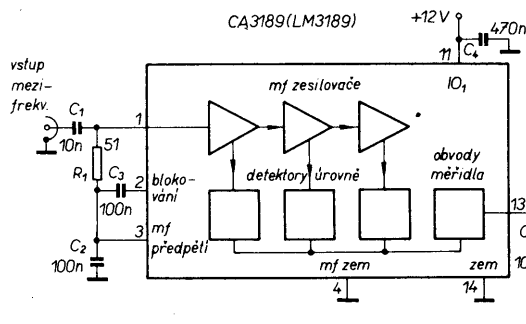 CA3189(LM3189)
+12V
470n
C4
11
IO1
vstup
mezi-
frekv.
C1
10n
1
mf zesilovače
51
R1
C3
100n
2
bloko-
vání
detektory úrovně
obvody
měřidla
13
C
3
mf
předpětí
C2
100n
mf zem
zem
10
4
14